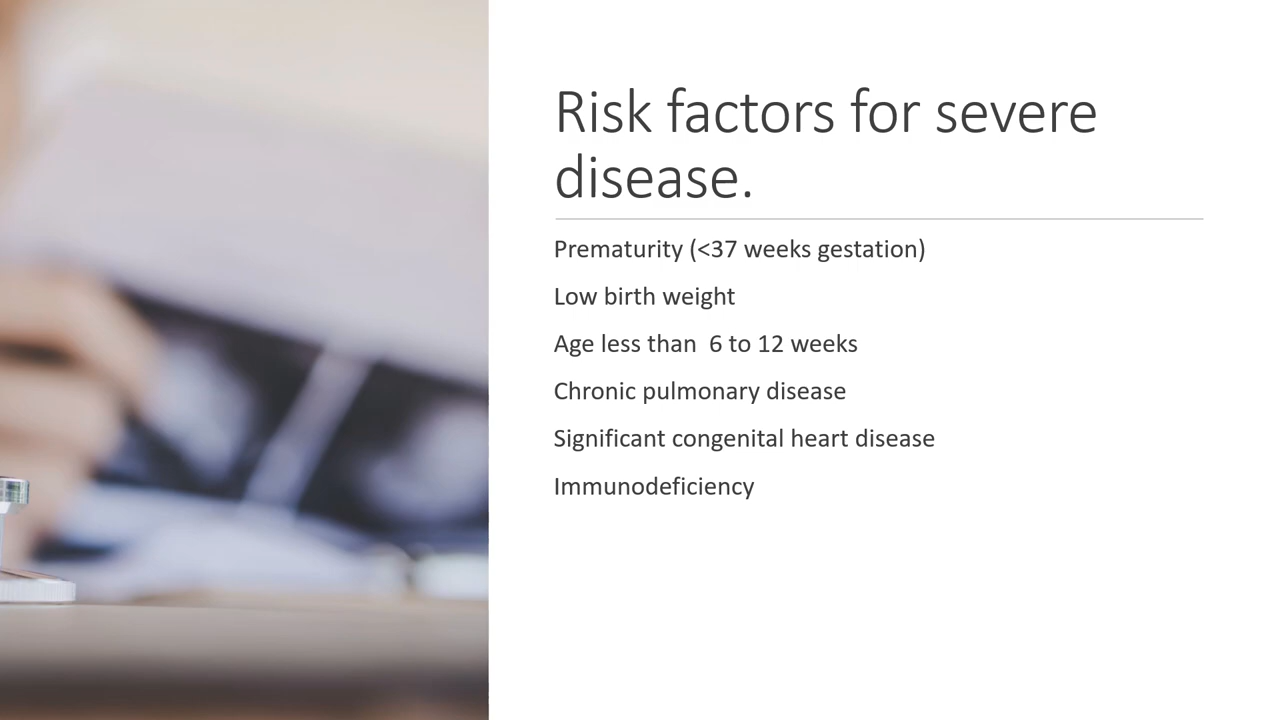 Risk factors for severe
disease.
Prematurity (<37 weeks gestation)
Low birth weight
Age less than  6 to 12 weeks
Chronic pulmonary disease
Significant congenital heart disease
Immunodeficiency